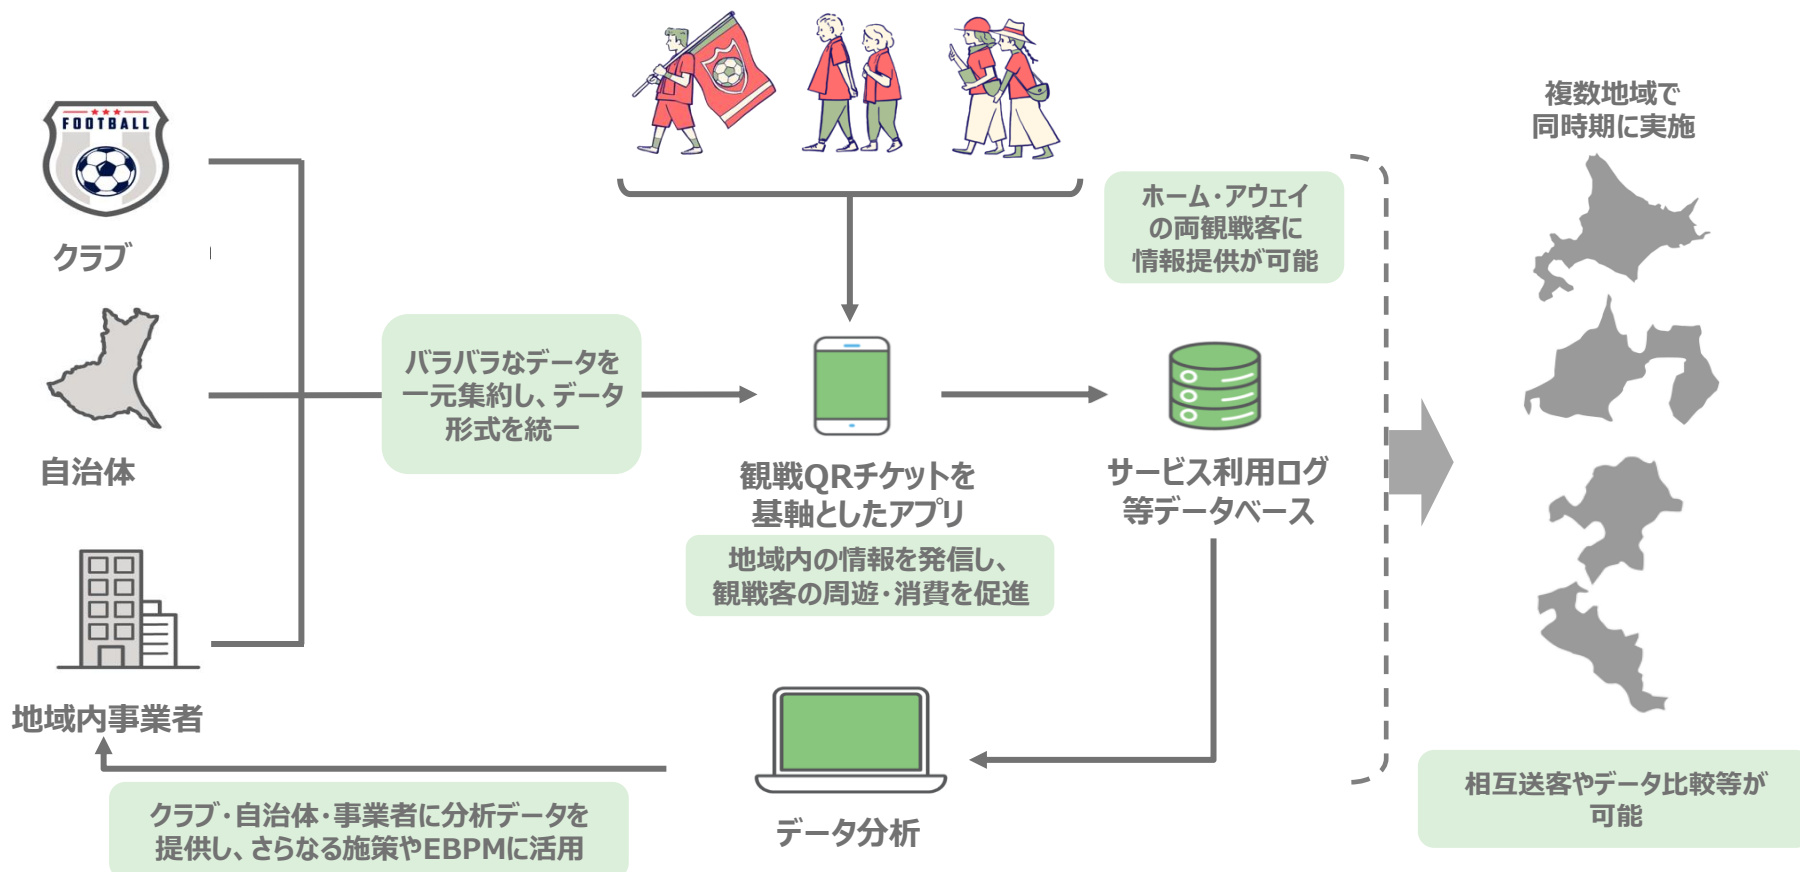 FOOTBALL
クラブ
自治体
地域内事業者
バラバラなデータを
一元集約し、データ
形式を統一
観戦QRチケットを
基軸としたアプリ
地域内の情報を発信し、
観戦客の周遊・消費を促進
ホーム・アウェイ
の両観戦客に
情報提供が可能
サービス利用ログ
等データベース
データ分析
クラブ・自治体・事業者に分析データを
提供し、さらなる施策やEBPMに活用
複数地域で
同時期に実施
相互送客やデータ比較等が
可能